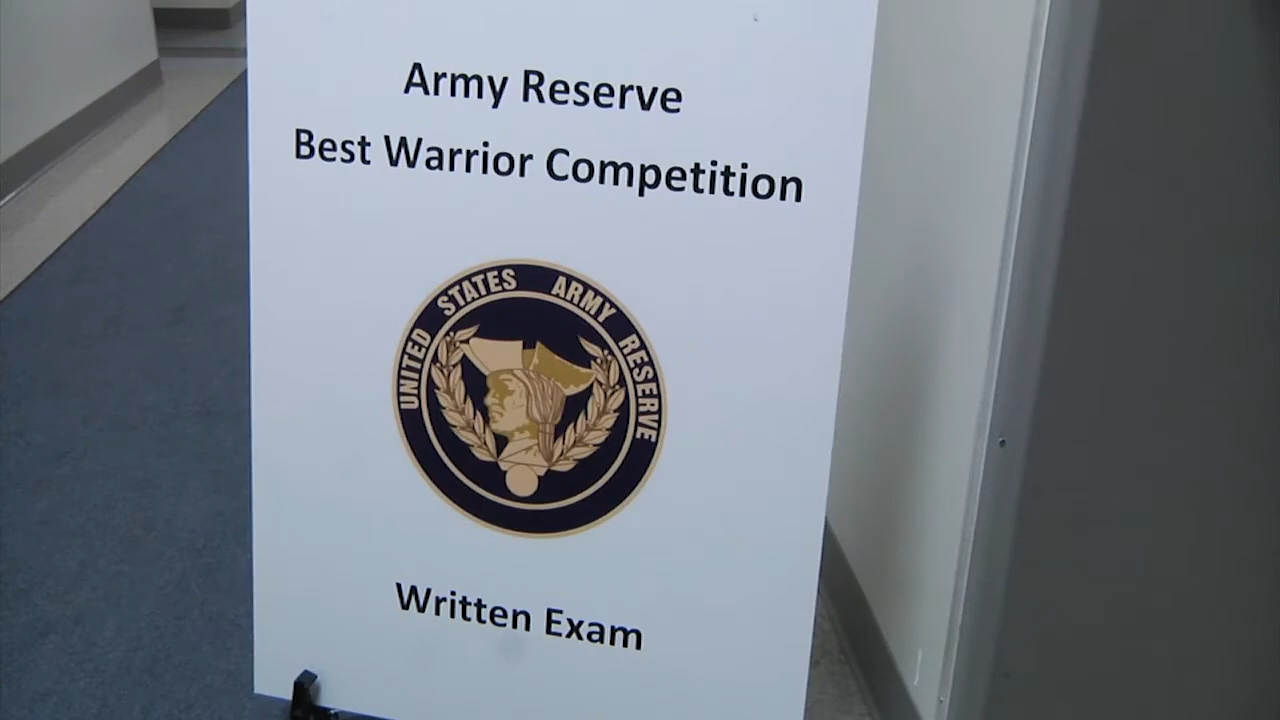 Army Reserve
Best Warrior Competition
UNITED STATES ARMY RESERVE
Written Exam